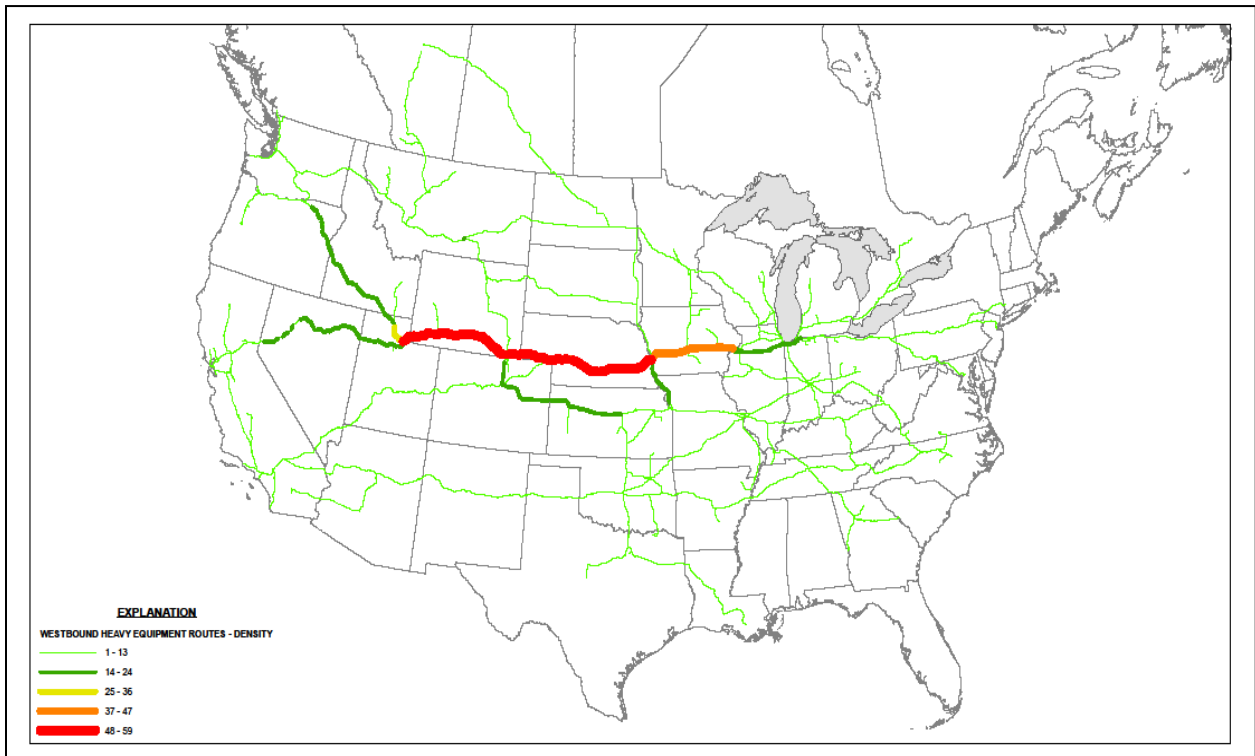 EXPLANATION
WESTBOUND HEAVY EQUIPMENT ROUTES - DENSITY
1 - 13
14 - 24
25 - 36
37 - 47
48 - 59